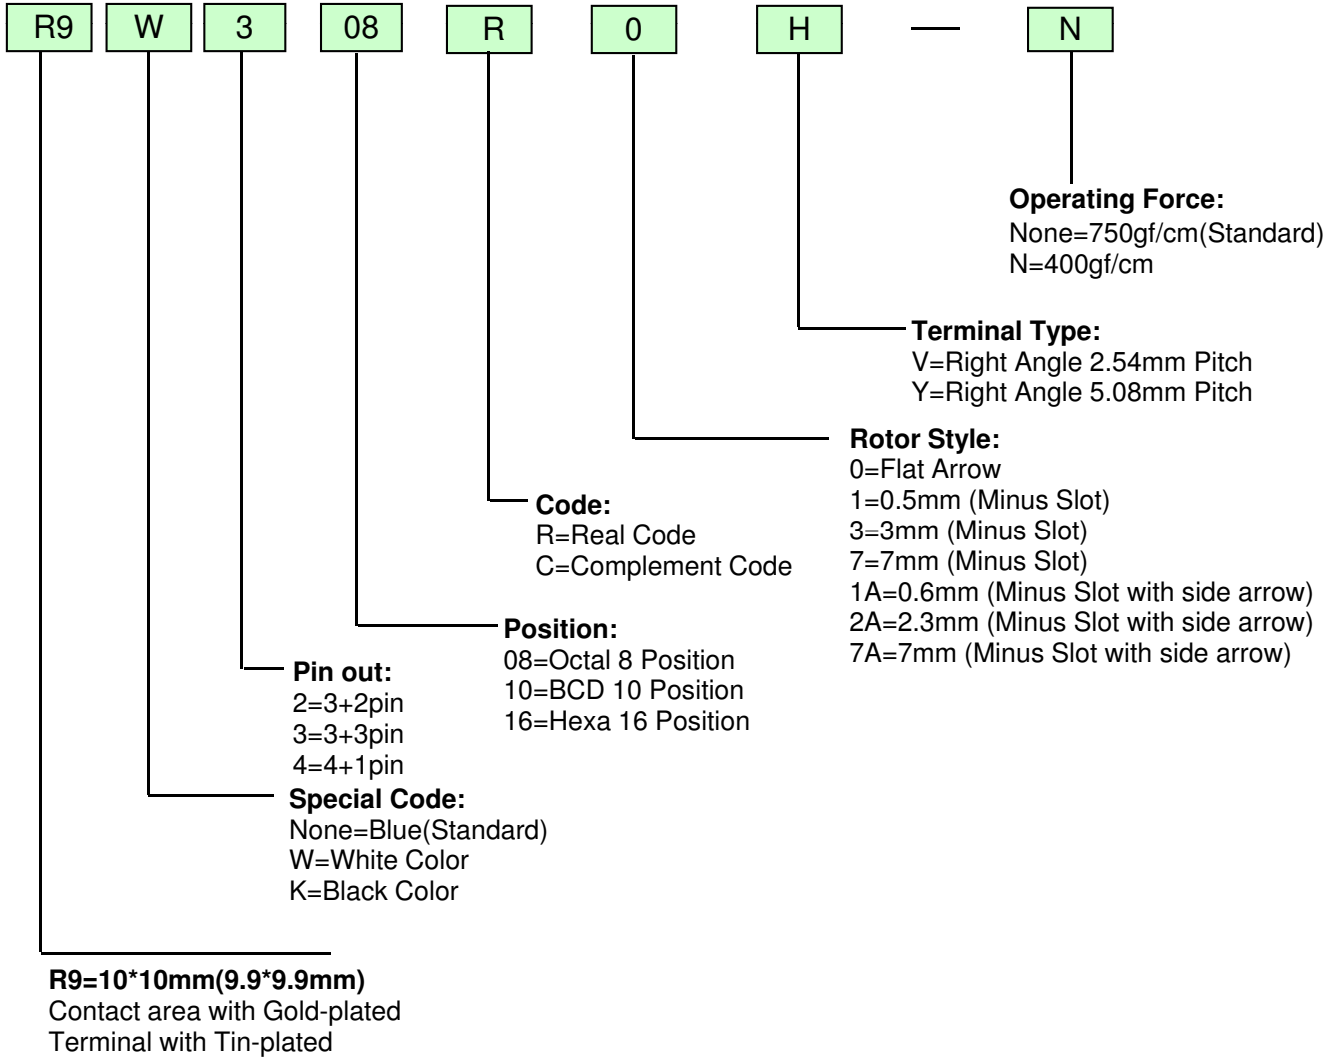 R9 W 3 08 R 0 H — N
Operating Force:
None=750gf/cm(Standard)
N=400gf/cm
Terminal Type:
V=Right Angle 2.54mm Pitch
Y=Right Angle 5.08mm Pitch
Rotor Style:
0=Flat Arrow
1=0.5mm (Minus Slot)
3=3mm (Minus Slot)
7=7mm (Minus Slot)
1A=0.6mm (Minus Slot with side arrow)
2A=2.3mm (Minus Slot with side arrow)
7A=7mm (Minus Slot with side arrow)
Code:
R=Real Code
C=Complement Code
Position:
08=Octal 8 Position
10=BCD 10 Position
16=Hexa 16 Position
Pin out:
2=3+2pin
3=3+3pin
4=4+1pin
Special Code:
None=Blue(Standard)
W=White Color
K=Black Color
R9=10*10mm(9.9*9.9mm)
Contact area with Gold-plated
Terminal with Tin-plated